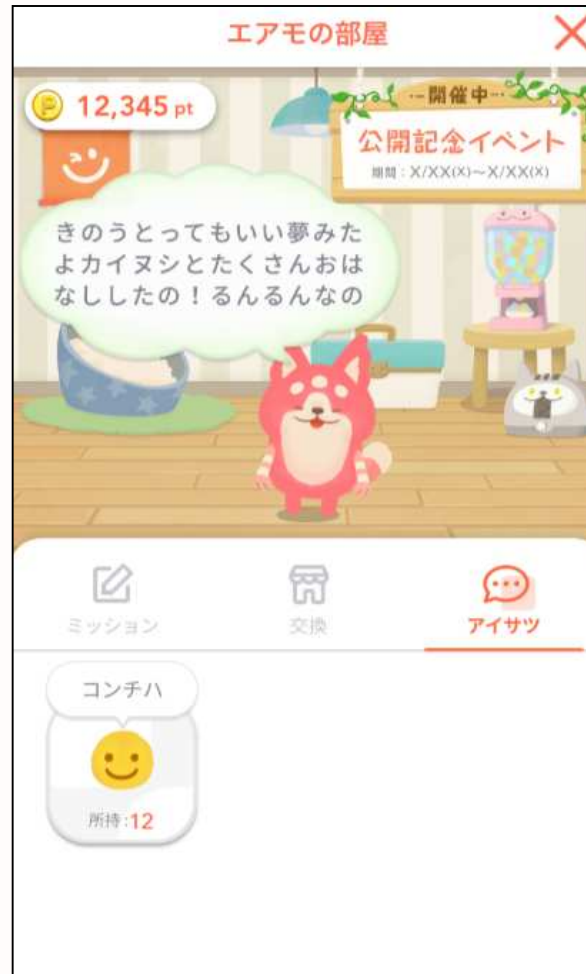 エアモの部屋
P 12,345 pt
開催中
公開記念イベント
期間：X/XX(X)～X/XX(X)
きのうとってもいい夢みた
よカイヌシとたくさんおは
なししたの！るんるんなの
ミッション
交換
アイサツ
コンチハ
所持:12